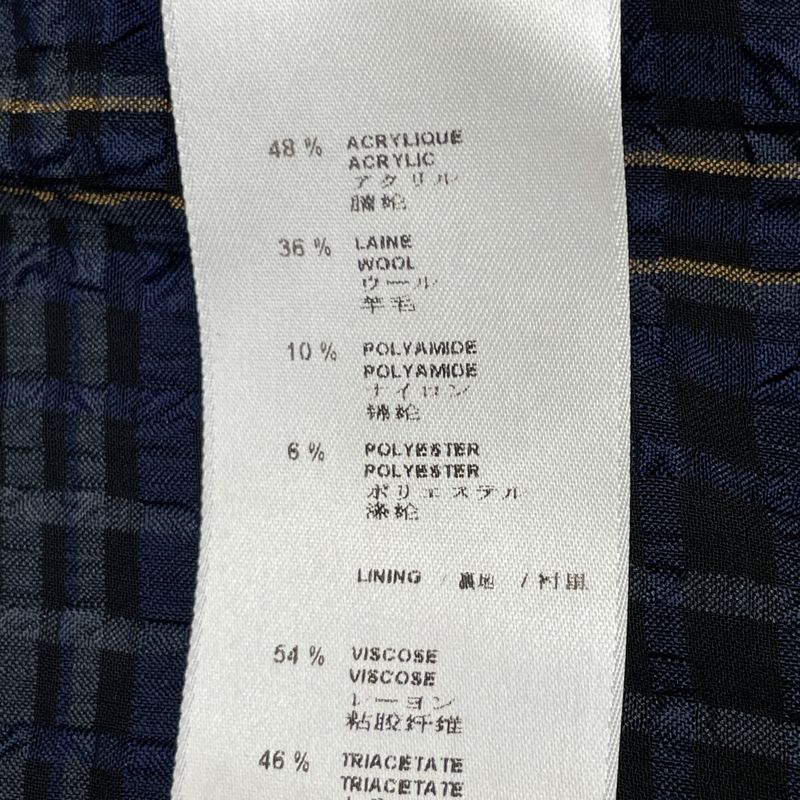 48 % ACRYLIQUE
ACRYLIC
アクリル
腈纶
36 % LAINE
WOOL
ウール
羊毛
10 % POLYAMIDE
POLYAMIDE
ナイロン
锦纶
6 % POLYESTER
POLYESTER
ポリエステル
涤纶
LINING / 裏地 / 衬里
54 % VISCOSE
VISCOSE
レーヨン
粘胶纤维
46 % TRIACETATE
TRIACETATE